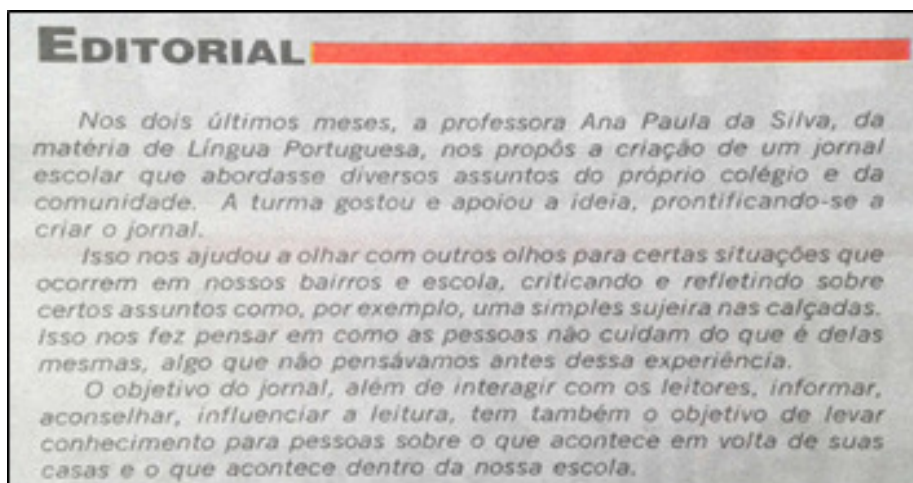 EDITORIAL
Nos dois últimos meses, a professora Ana Paula da Silva, da
matéria de Língua Portuguesa, nos propôs a criação de um jornal
escolar que abordasse diversos assuntos do próprio colégio e da
comunidade. A turma gostou e apoiou a ideia, prontificando-se a
criar o jornal.
Isso nos ajudou a olhar com outros olhos para certas situações que
ocorrem em nossos bairros e escola, criticando e refletindo sobre
certos assuntos como, por exemplo, uma simples sujeira nas calçadas.
Isso nos fez pensar em como as pessoas não cuidam do que é delas
mesmas, algo que não pensávamos antes dessa experiência.
O objetivo do jornal, além de interagir com os leitores, informar,
aconselhar, influenciar a leitura, tem também o objetivo de levar
conhecimento para pessoas sobre o que acontece em volta de suas
casas e o que acontece dentro da nossa escola.